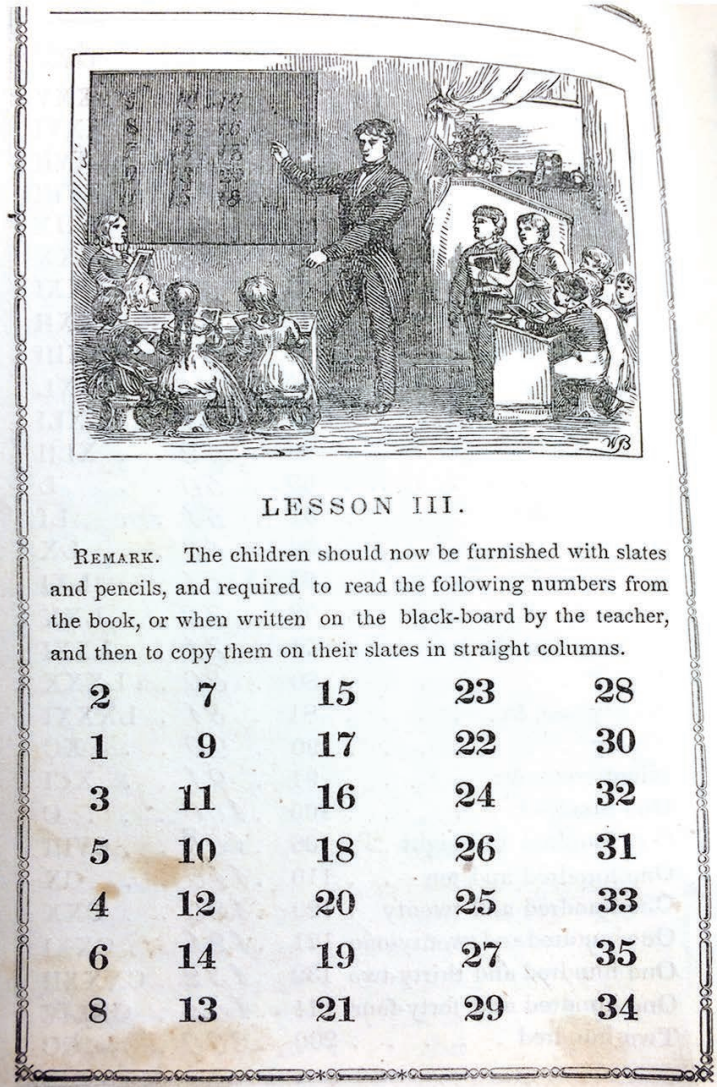 LESSON III.
REMARK. The children should now be furnished with slates
and pencils, and required to read the following numbers from
the book, or when written on the black-board by the teacher,
and then to copy them on their slates in straight columns.
2 7 15 23 28
1 9 17 22 30
3 11 16 24 32
5 10 18 26 31
4 12 20 25 33
6 14 19 27 35
8 13 21 29 34